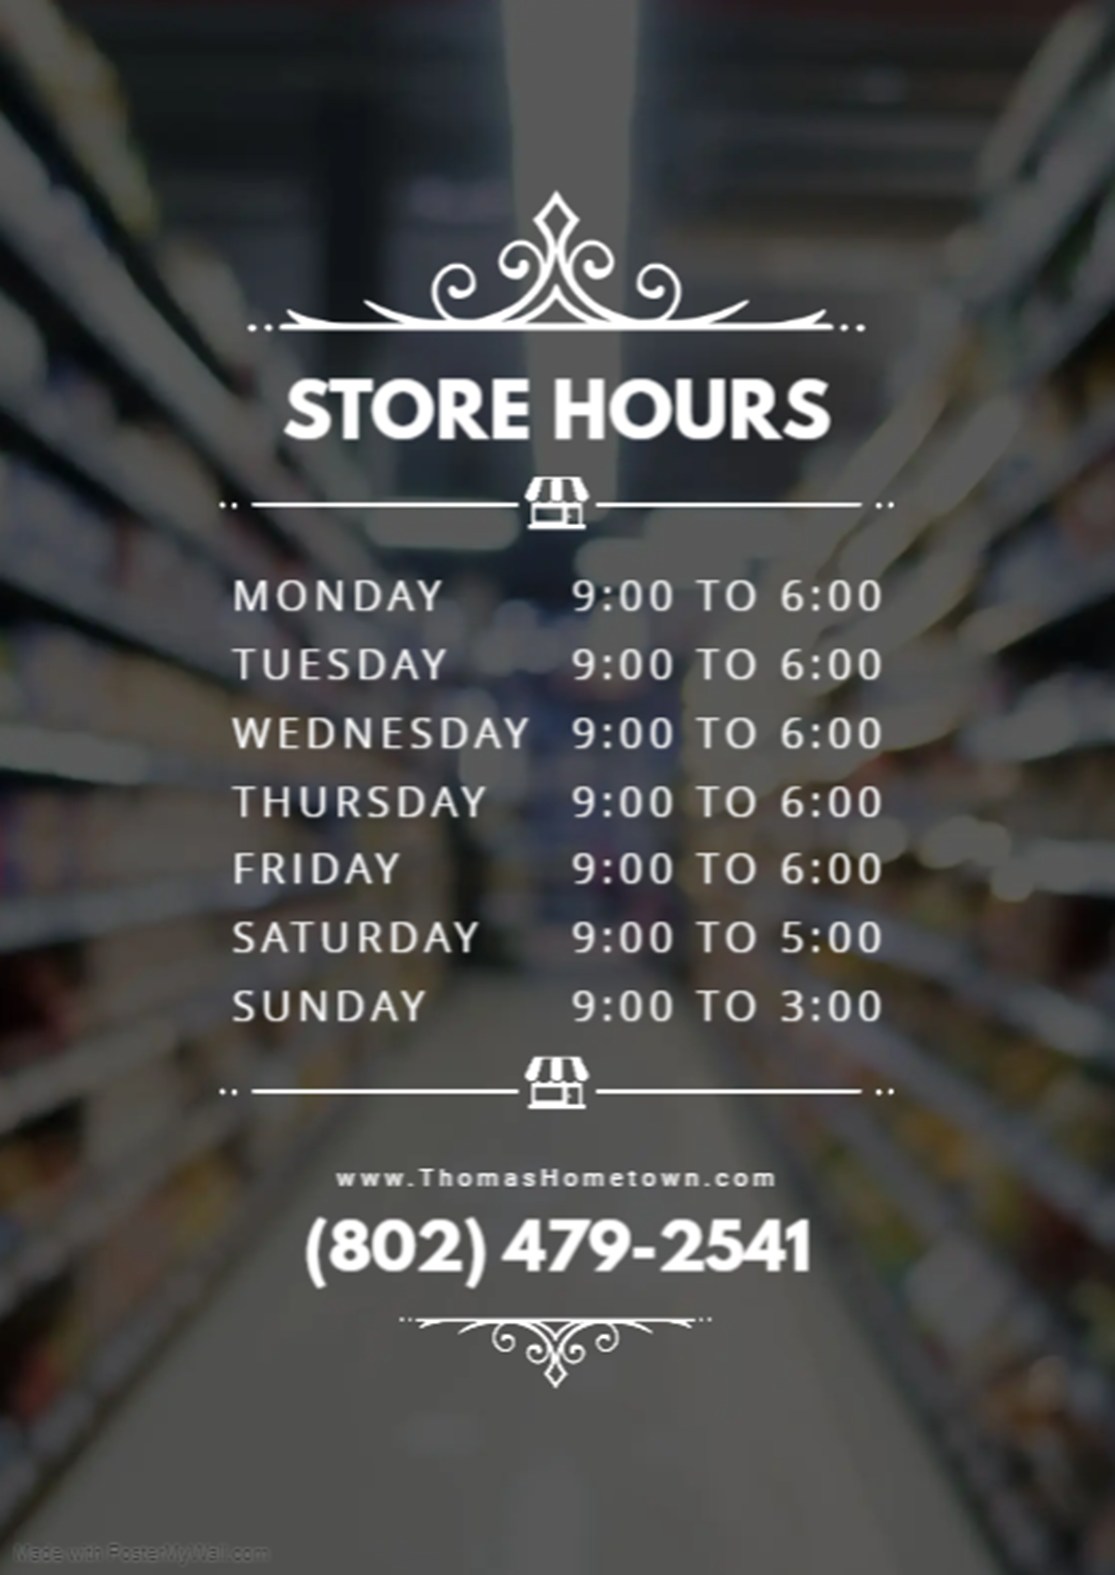 STORE HOURS
MONDAY 9:00 TO 6:00
TUESDAY 9:00 TO 6:00
WEDNESDAY 9:00 TO 6:00
THURSDAY 9:00 TO 6:00
FRIDAY 9:00 TO 6:00
SATURDAY 9:00 TO 5:00
SUNDAY 9:00 TO 3:00
www.ThomasHometown.com
(802) 479-2541
Made with PosterMyWall.com